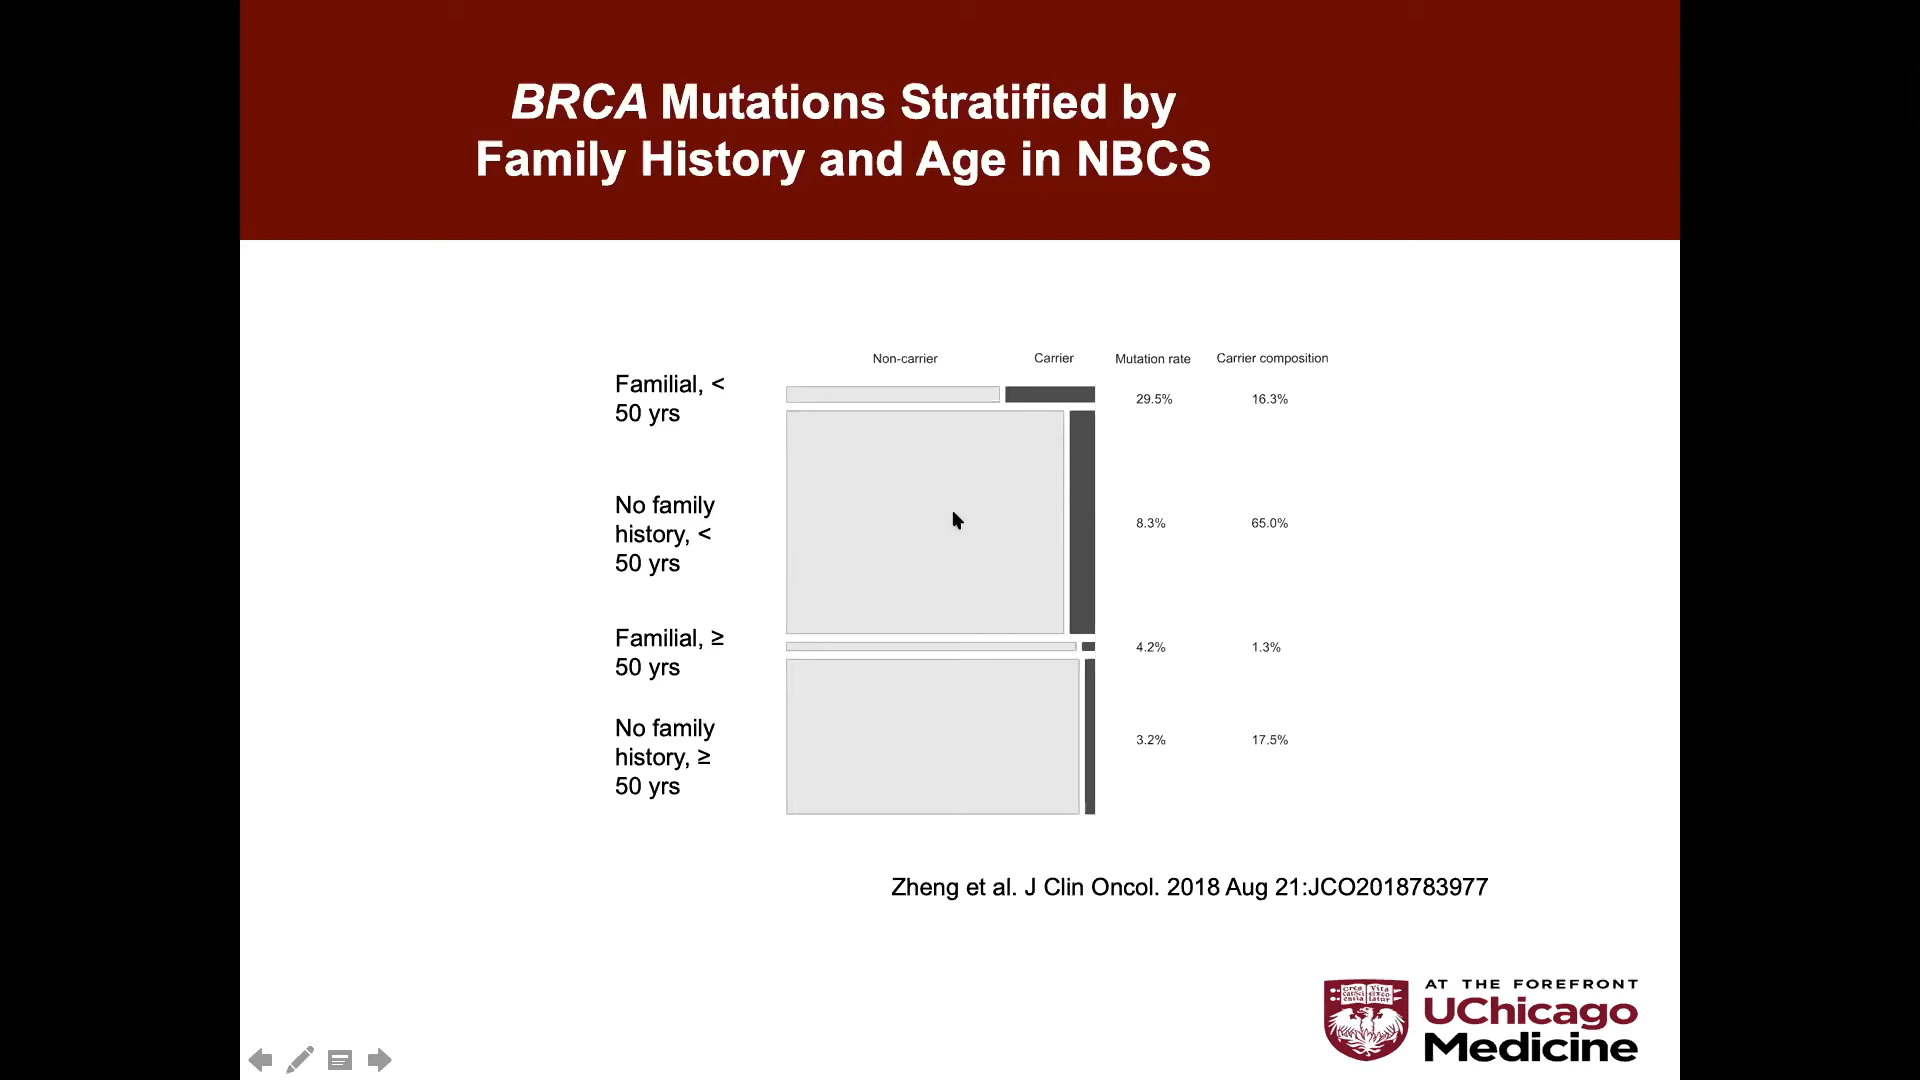 BRCA Mutations Stratified by
Family History and Age in NBCS
Non-carrier Carrier Mutation rate Carrier composition
Familial, <
50 yrs
29.5% 16.3%
No family
history, <
50 yrs
8.3% 65.0%
Familial, ≥
50 yrs
4.2% 1.3%
No family
history, ≥
50 yrs
3.2% 17.5%
Zheng et al. J Clin Oncol. 2018 Aug 21:JCO2018783977
AT THE FOREFRONT
UChicago
Medicine